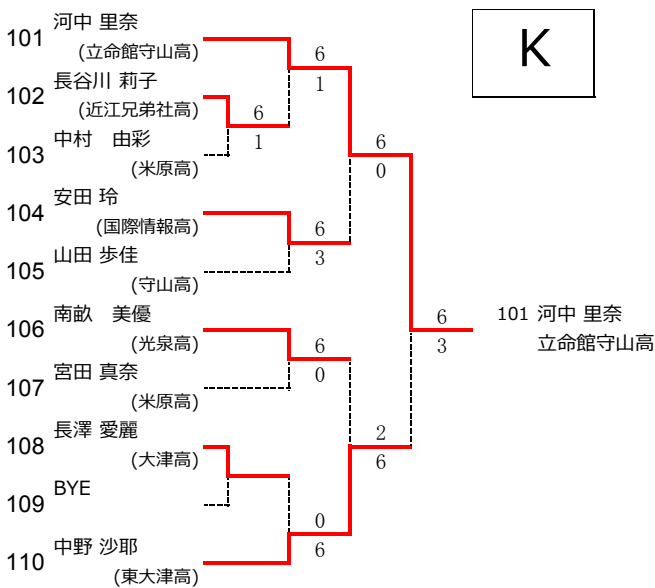 K
101 河中 里奈
(立命館守山高)
102 長谷川 莉子
(近江兄弟社高)
103 中村　由彩
(米原高)
104 安田 玲
(国際情報高)
105 山田 歩佳
(守山高)
106 南畝　美優
(光泉高)
107 宮田 真奈
(米原高)
108 長澤 愛麗
(大津高)
109 BYE
110 中野 沙耶
(東大津高)
6
1
6
1
6
3
6
0
0
6
6
0
2
6
6
3
101 河中 里奈
立命館守山高